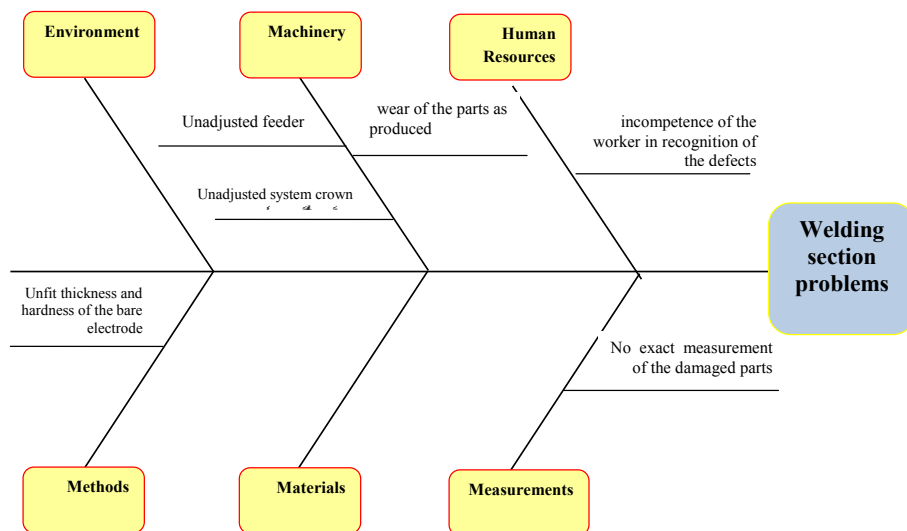 Environment
Machinery
Human
Resources
Unadjusted feeder
wear of the parts as
produced
incompetence of the
worker in recognition of
the defects
Unadjusted system crown
Welding
section
problems
Unfit thickness and
hardness of the bare
electrode
No exact measurement
of the damaged parts
Methods
Materials
Measurements